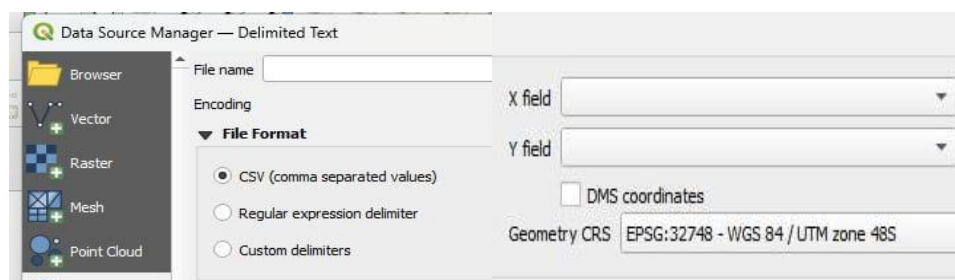 Data Source Manager — Delimited Text
Browser
Vector
Raster
Mesh
Point Cloud
File name
Encoding
File Format
CSV (comma separated values)
Regular expression delimiter
Custom delimiters
X field
Y field
DMS coordinates
Geometry CRS EPSG:32748 - WGS 84 / UTM zone 48S